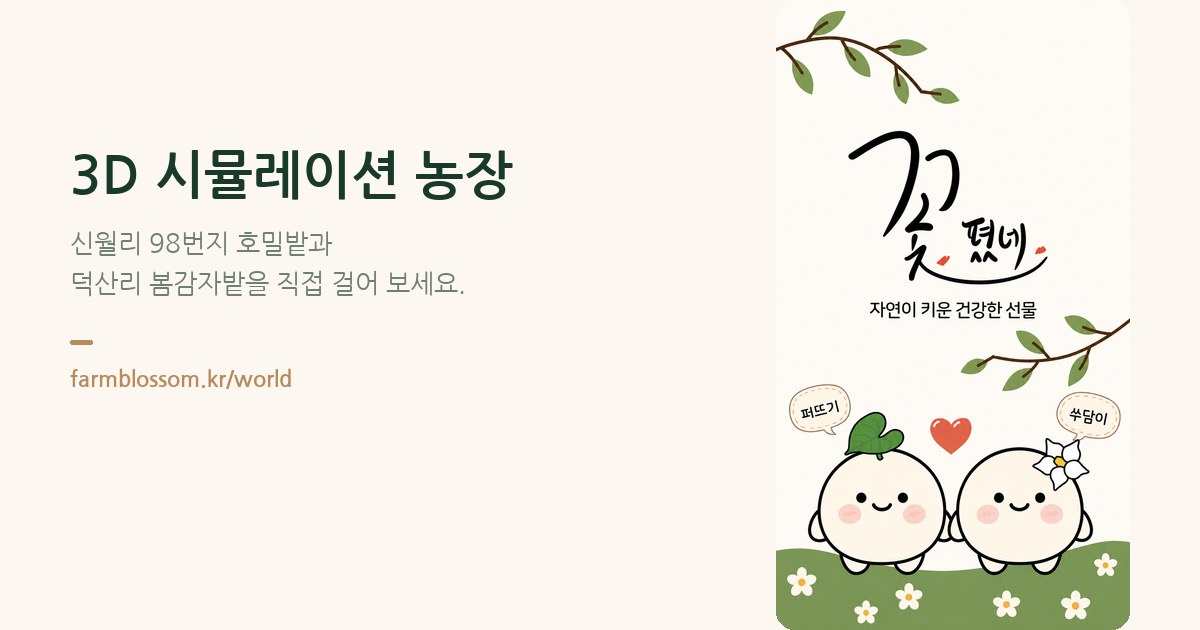 3D 시뮬레이션 농장
신월리 98번지 호밀밭과
덕산리 봄감자밭을 직접 걸어 보세요.
farmblossom.kr/world
꽃 폈네
자연이 키운 건강한 선물
퍼뜨기
쑤담이